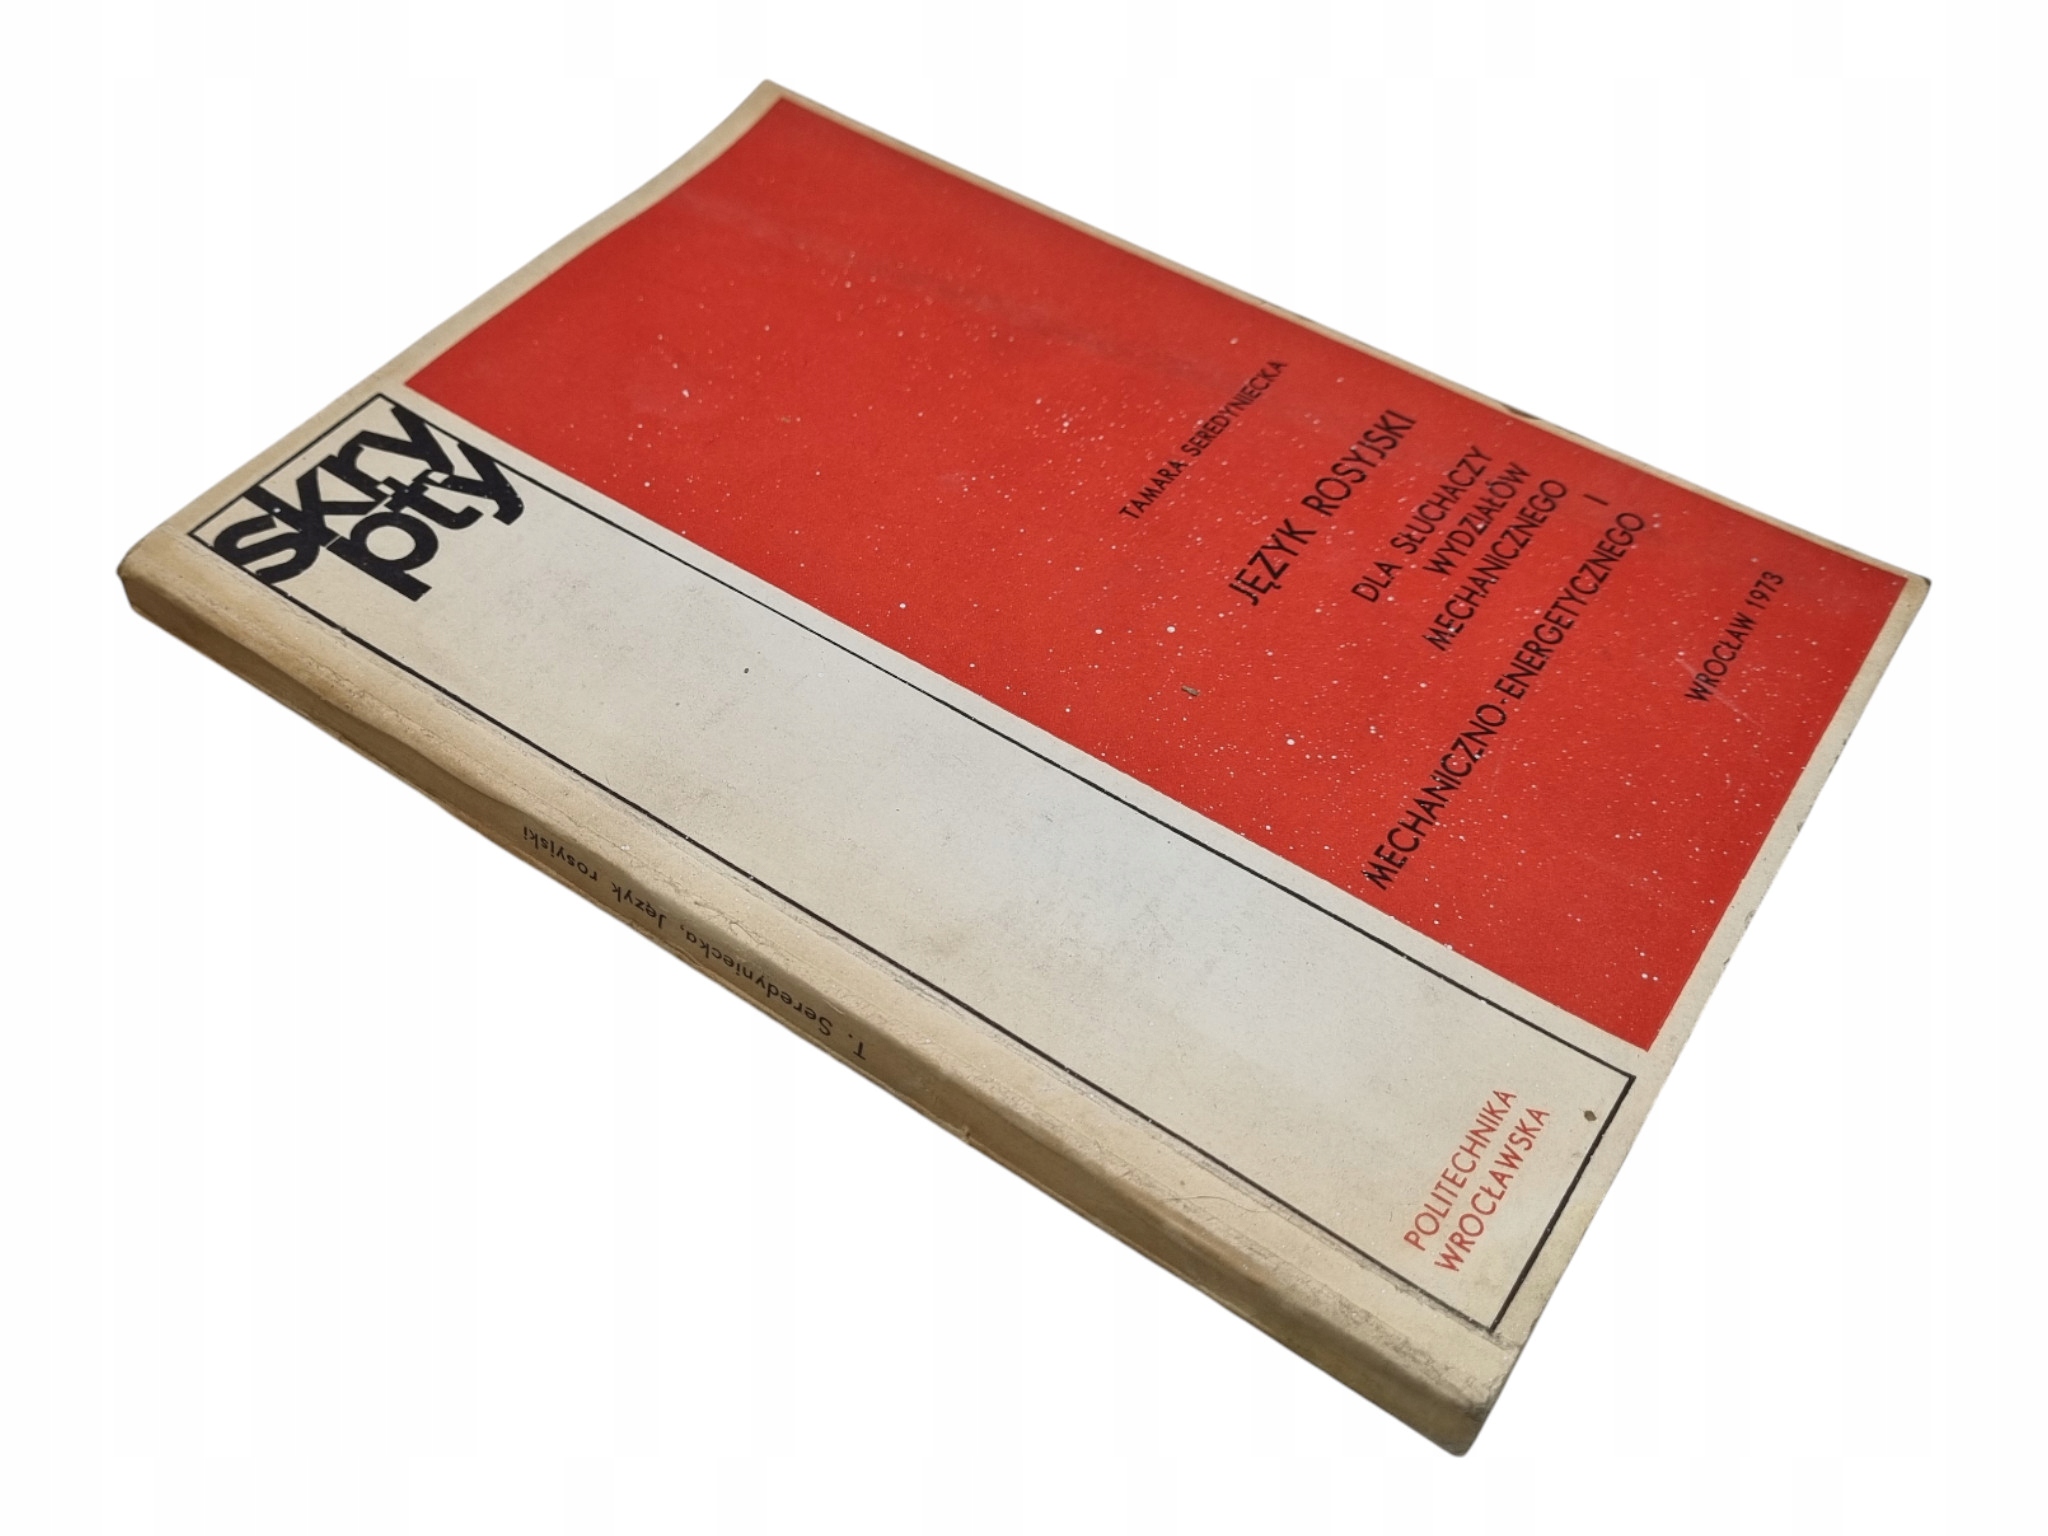 skry
pty
TAMARA SEREDYNIECKA
JĘZYK ROSYJSKI
DLA SŁUCHACZY
WYDZIAŁÓW
MECHANICZNEGO I
MECHANICZNO-ENERGETYCZNEGO
WROCŁAW 1973
POLITECHNIKA
WROCŁAWSKA
T. Seredyniecka, Język rosyjski